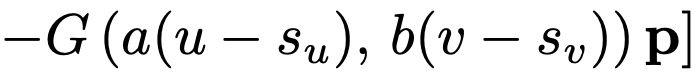 −G (a(u − s_u), b(v − s_v)) p]